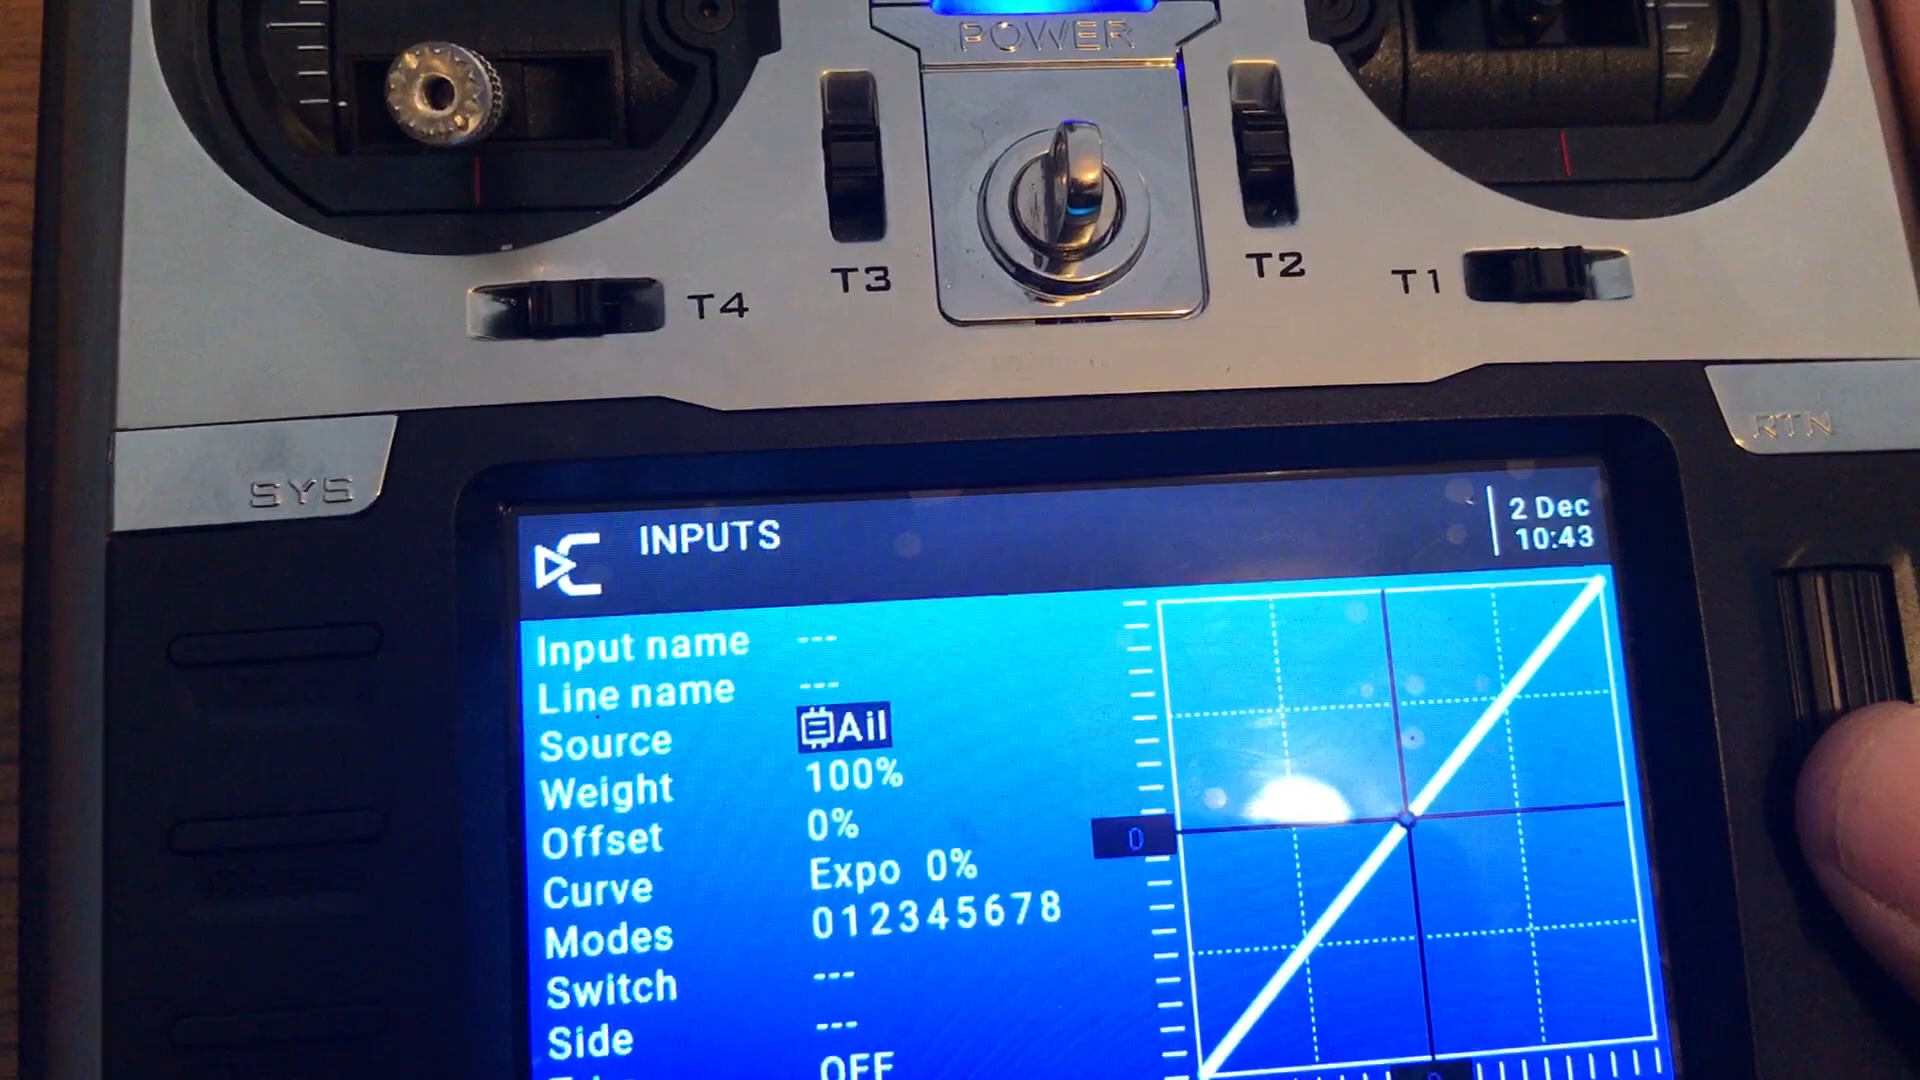 POWER
T3
T2
T4
T1
SYS
RTN
INPUTS
2 Dec
10:43
Input name ---
Line name ---
Source Ail
Weight 100%
Offset 0%
Curve Expo 0%
Modes 012345678
Switch ---
Side ---
OFF
0